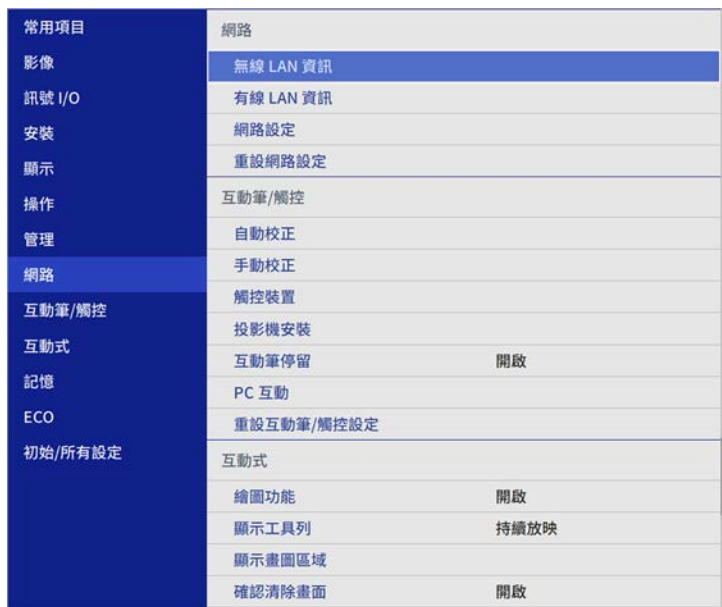 常用項目
影像
訊號 I/O
安裝
顯示
操作
管理
網路
互動筆/觸控
互動式
記憶
ECO
初始/所有設定
網路
無線 LAN 資訊
有線 LAN 資訊
網路設定
重設網路設定
互動筆/觸控
自動校正
手動校正
觸控裝置
投影機安裝
互動筆停留 開啟
PC 互動
重設互動筆/觸控設定
互動式
繪圖功能 開啟
顯示工具列 持續放映
顯示畫圖區域
確認清除畫面 開啟